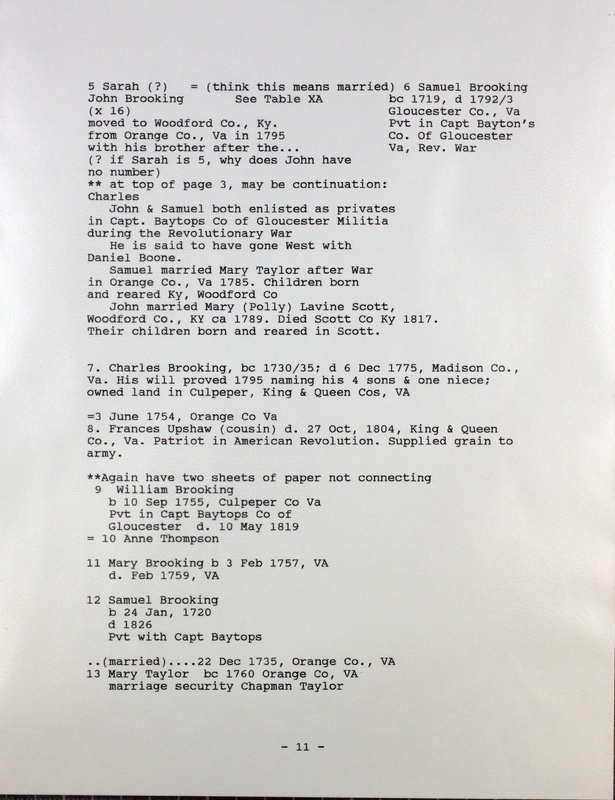 5 Sarah (?)   = (think this means married) 6 Samuel Brooking
John Brooking       See Table XA         bc 1719, d 1792/3
(x 16)                                    Gloucester Co., Va
moved to Woodford Co., Ky.               Pvt in Capt Bayton's
from Orange Co., Va in 1795              Co. Of Gloucester
with his brother after the...            Va, Rev. War
(? if Sarah is 5, why does John have
no number)
** at top of page 3, may be continuation:
Charles
John & Samuel both enlisted as privates
in Capt. Baytops Co of Gloucester Militia
during the Revolutionary War
He is said to have gone West with
Daniel Boone.
Samuel married Mary Taylor after War
in Orange Co., Va 1785. Children born
and reared Ky, Woodford Co
John married Mary (Polly) Lavine Scott,
Woodford Co., KY ca 1789. Died Scott Co Ky 1817.
Their children born and reared in Scott.
7. Charles Brooking, bc 1730/35; d 6 Dec 1775, Madison Co.,
Va. His will proved 1795 naming his 4 sons & one niece;
owned land in Culpeper, King & Queen Cos, VA
=3 June 1754, Orange Co Va
8. Frances Upshaw (cousin) d. 27 Oct, 1804, King & Queen
Co., Va. Patriot in American Revolution. Supplied grain to
army.
**Again have two sheets of paper not connecting
9  William Brooking
b 10 Sep 1755, Culpeper Co Va
Pvt in Capt Baytops Co of
Gloucester  d. 10 May 1819
= 10 Anne Thompson
11 Mary Brooking b 3 Feb 1757, VA
d. Feb 1759, VA
12 Samuel Brooking
b 24 Jan, 1720
d 1826
Pvt with Capt Baytops
..(married)....22 Dec 1735, Orange Co., VA
13 Mary Taylor  bc 1760 Orange Co, VA
marriage security Chapman Taylor
- 11 -